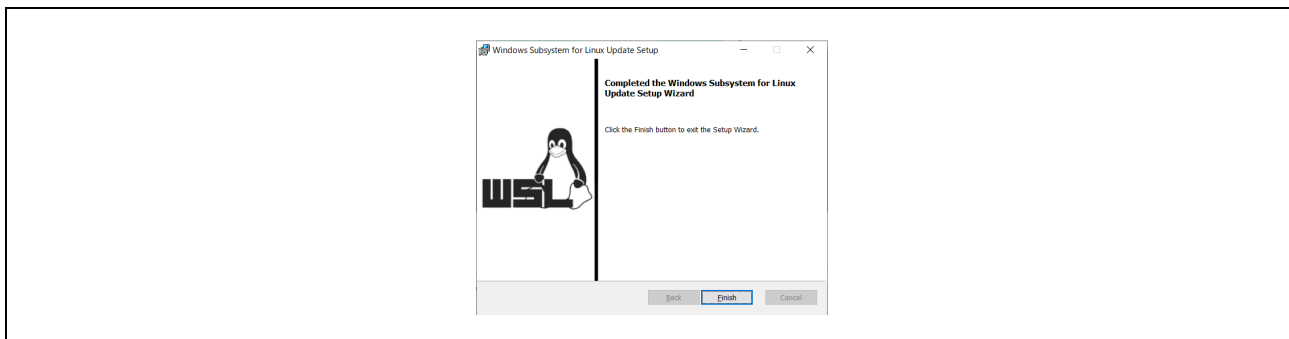 Windows Subsystem for Linux Update Setup
Completed the Windows Subsystem for Linux
Update Setup Wizard
Click the Finish button to exit the Setup Wizard.
WSL
Back Finish Cancel